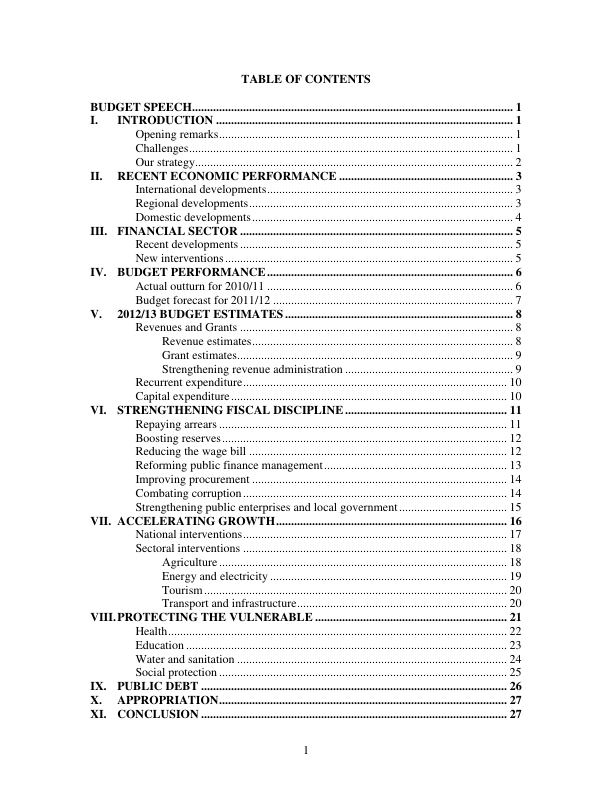 TABLE OF CONTENTS
BUDGET SPEECH 1
I. INTRODUCTION 1
Opening remarks 1
Challenges 1
Our strategy 2
II. RECENT ECONOMIC PERFORMANCE 3
International developments 3
Regional developments 3
Domestic developments 4
III. FINANCIAL SECTOR 5
Recent developments 5
New interventions 5
IV. BUDGET PERFORMANCE 6
Actual outturn for 2010/11 6
Budget forecast for 2011/12 7
V. 2012/13 BUDGET ESTIMATES 8
Revenues and Grants 8
Revenue estimates 8
Grant estimates 9
Strengthening revenue administration 9
Recurrent expenditure 10
Capital expenditure 10
VI. STRENGTHENING FISCAL DISCIPLINE 11
Repaying arrears 11
Boosting reserves 12
Reducing the wage bill 12
Reforming public finance management 13
Improving procurement 14
Combating corruption 14
Strengthening public enterprises and local government 15
VII. ACCELERATING GROWTH 16
National interventions 17
Sectoral interventions 18
Agriculture 18
Energy and electricity 19
Tourism 20
Transport and infrastructure 20
VIII. PROTECTING THE VULNERABLE 21
Health 22
Education 23
Water and sanitation 24
Social protection 25
IX. PUBLIC DEBT 26
X. APPROPRIATION 27
XI. CONCLUSION 27
1